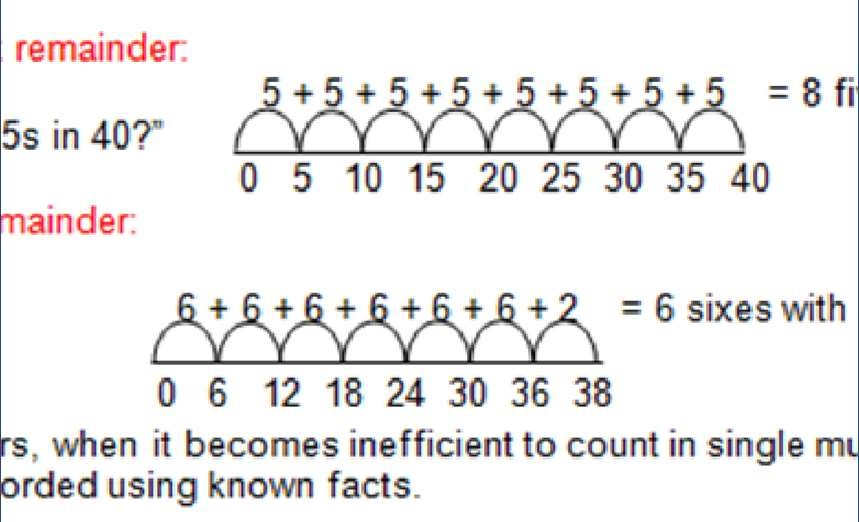 : remainder:
5 + 5 + 5 + 5 + 5 + 5 + 5 + 5 = 8 fi
5s in 40?”
0 5 10 15 20 25 30 35 40
mainder:
6 + 6 + 6 + 6 + 6 + 6 + 2 = 6 sixes with
0 6 12 18 24 30 36 38
rs, when it becomes inefficient to count in single mu
orded using known facts.